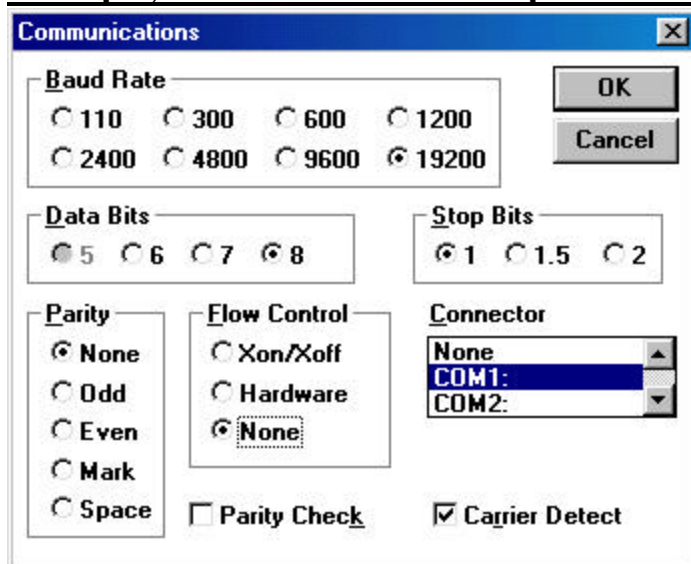 Communications
Baud Rate
OK
110 300 600 1200
Cancel
2400 4800 9600 19200
Data Bits
Stop Bits
5 6 7 8
1 1.5 2
Parity
Flow Control
Connector
None
Xon/Xoff
None
COM1:
COM2:
Odd
Hardware
Even
None
Mark
Space
Parity Check
Carrier Detect